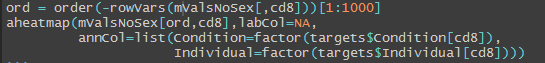 ord = order(-rowVars(mValsNoSex[,cd8]))[1:1000]
aheatmap(mValsNoSex[ord,cd8],labCol=NA,
annCol=list(Condition=factor(targets$Condition[cd8]),
Individual=factor(targets$Individual[cd8])))